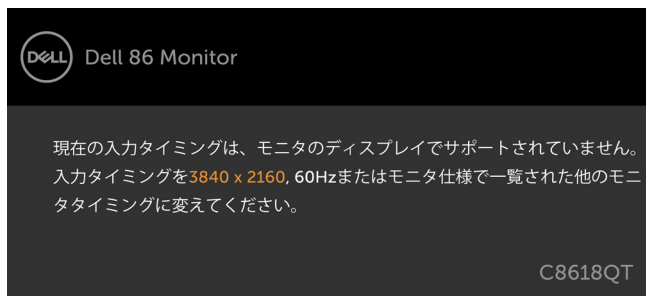 DELL Dell 86 Monitor
現在の入力タイミングは、モニタのディスプレイでサポートされていません。
入力タイミングを3840 x 2160, 60Hzまたはモニタ仕様で一覧された他のモニ
タタイミングに変えてください。
C8618QT